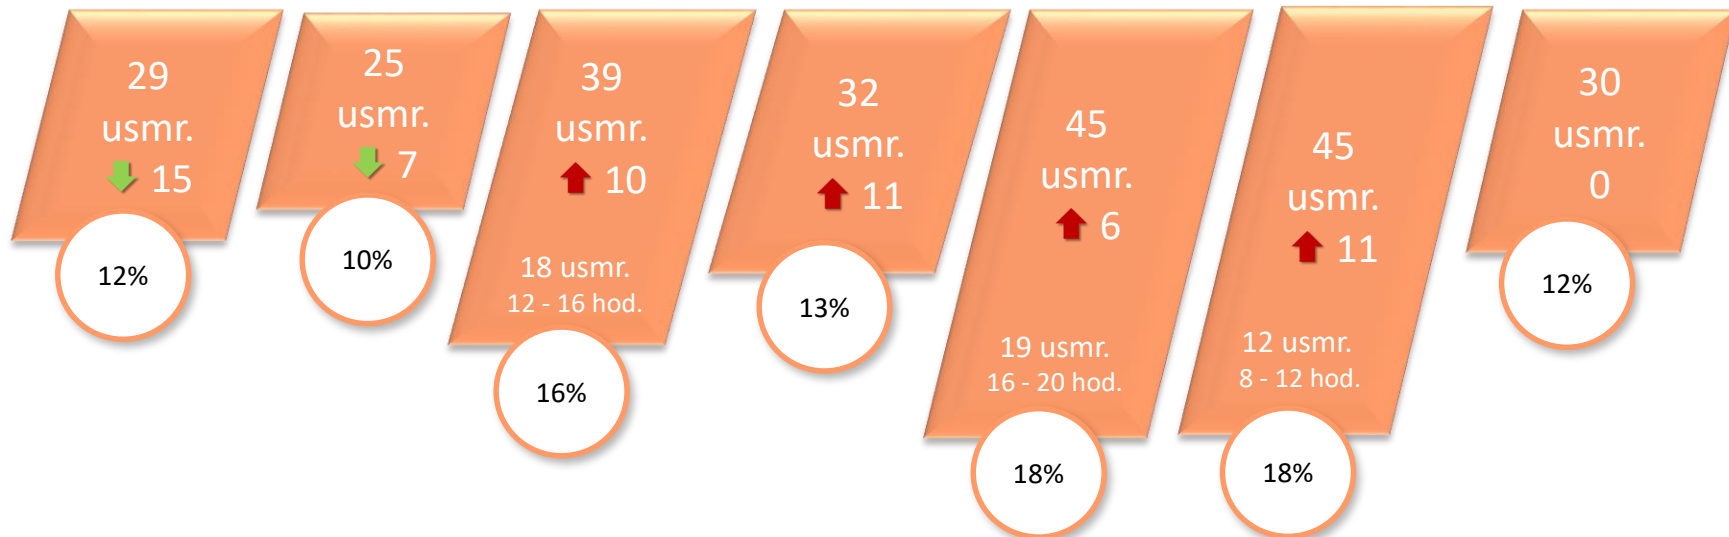 29
usmr.
15
12%
25
usmr.
7
10%
39
usmr.
10
18 usmr.
12 - 16 hod.
16%
32
usmr.
11
13%
45
usmr.
6
19 usmr.
16 - 20 hod.
18%
45
usmr.
11
12 usmr.
8 - 12 hod.
18%
30
usmr.
0
12%